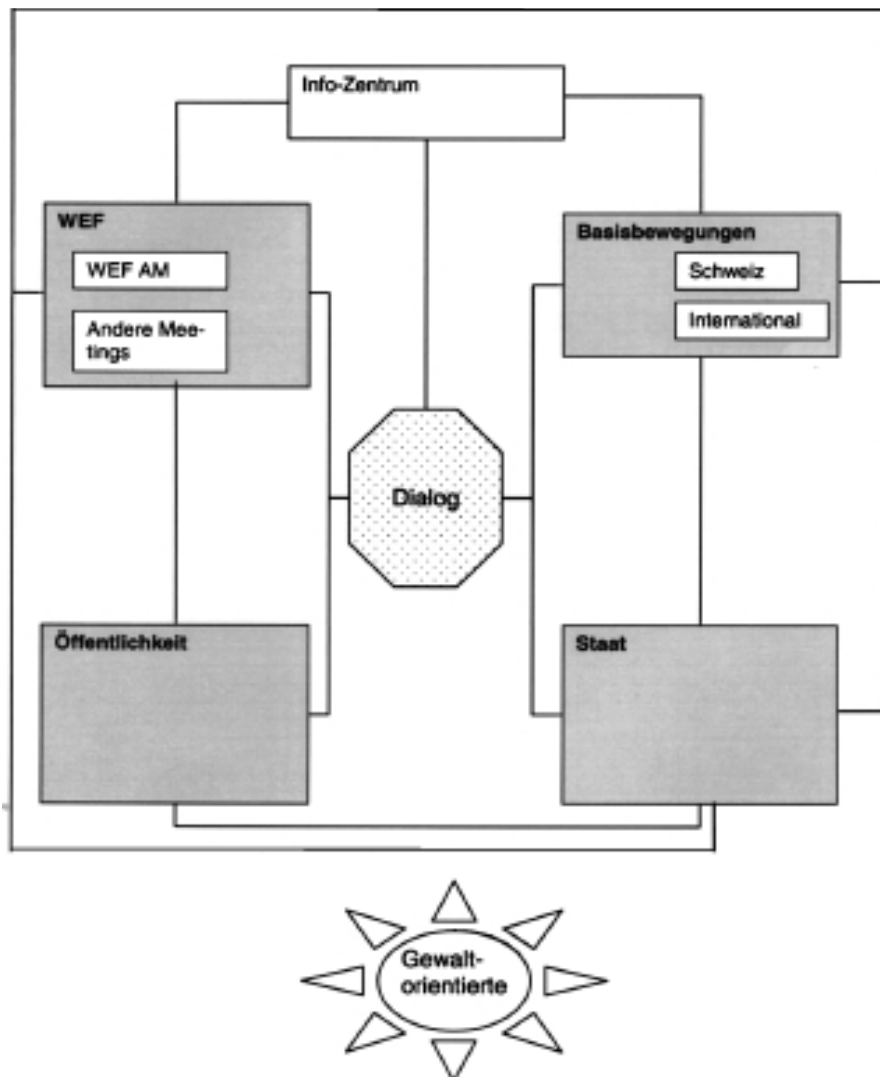 Info-Zentrum
WEF
WEF AM
Andere Mee-
tings
Basisbewegungen
Schweiz
International
Dialog
Öffentlichkeit
Staat
Gewalt-
orientierte